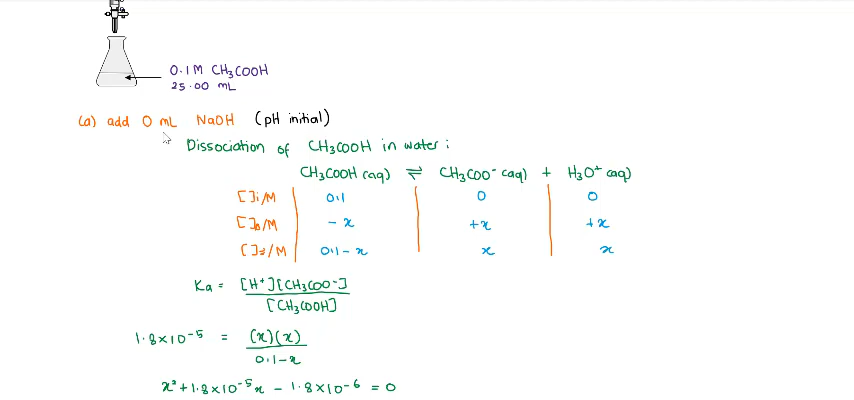 0.1M CH₃COOH
25.00 mL
(a) add 0 mL NaOH (pH initial)
Dissociation of CH₃COOH in water :
CH₃COOH (aq) ⇌ CH₃COO⁻ (aq) + H₃O⁺ (aq)
[ ]i/M 0.1 0 0
[ ]Δ/M - x + x + x
[ ]f/M 0.1 - x x x
Ka = [H⁺][CH₃COO⁻]
[CH₃COOH]
1.8 × 10⁻⁵ = (x)(x)
0.1 - x
x² + 1.8 × 10⁻⁵x - 1.8 × 10⁻⁶ = 0